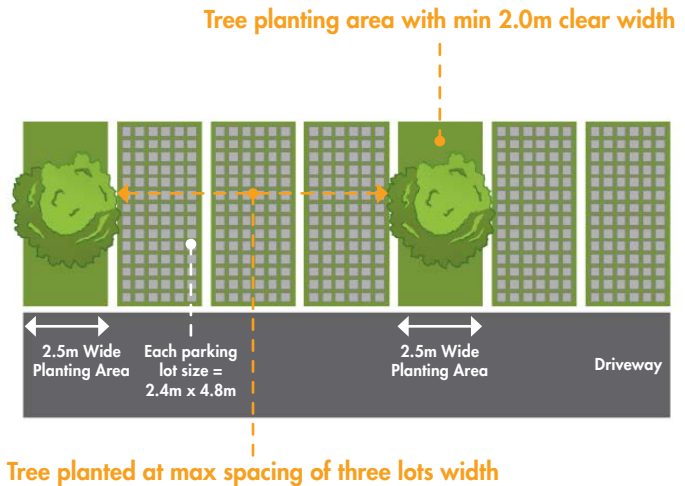 Tree planting area with min 2.0m clear width
2.5m Wide
Planting Area
Each parking
lot size =
2.4m x 4.8m
2.5m Wide
Planting Area
Driveway
Tree planted at max spacing of three lots width